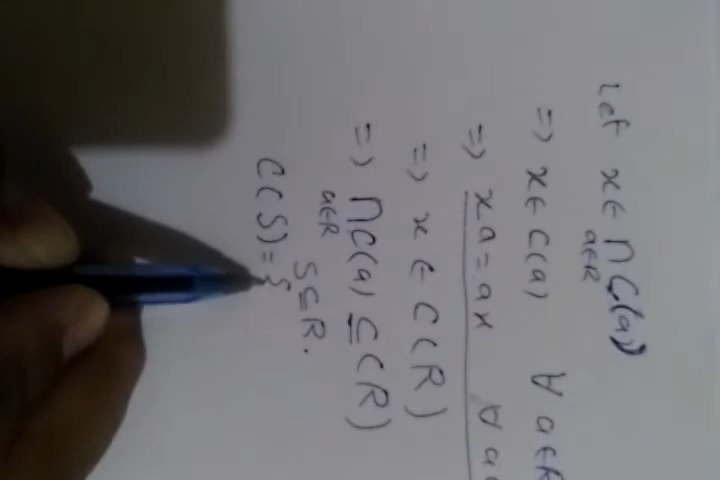 Let x ∈ ∩ C(a)
a∈R
=> x ∈ C(a) ∀ a∈R
=> xa = ax ∀ a
=> x ∈ C(R)
=> ∩ C(a) ⊆ C(R)
a∈R
S⊆R.
C(S) = {